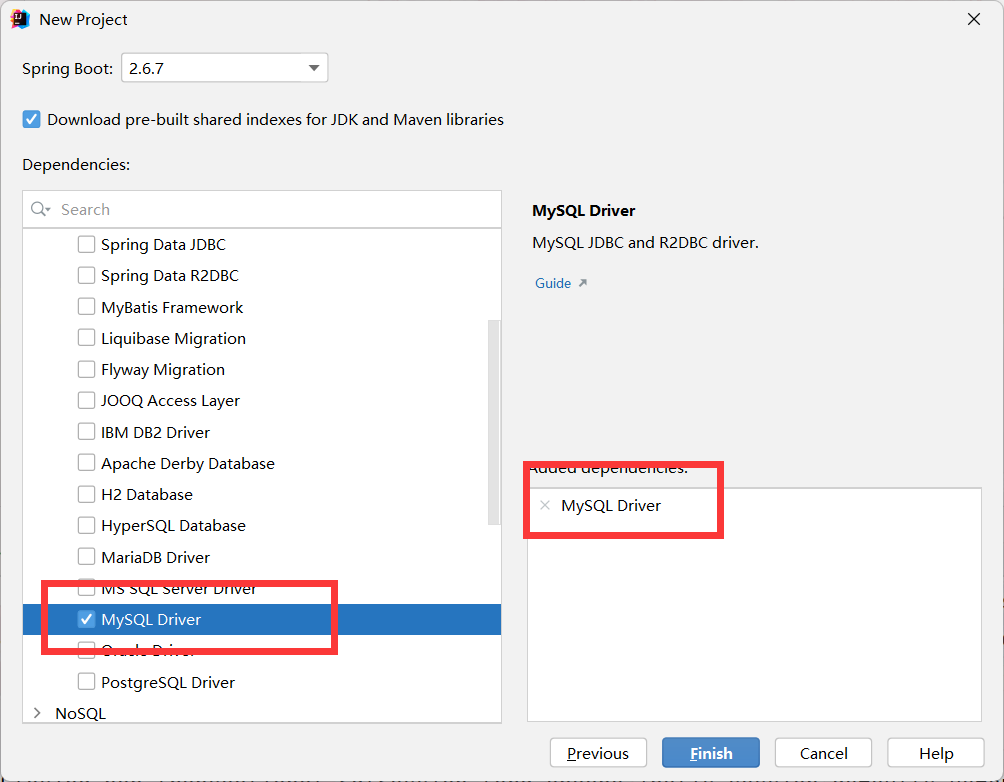 New Project
Spring Boot: 2.6.7
Download pre-built shared indexes for JDK and Maven libraries
Dependencies:
Search
Spring Data JDBC
Spring Data R2DBC
MyBatis Framework
Liquibase Migration
Flyway Migration
JOOQ Access Layer
IBM DB2 Driver
Apache Derby Database
H2 Database
HyperSQL Database
MariaDB Driver
MS SQL Server Driver
MySQL Driver
Oracle Driver
PostgreSQL Driver
NoSQL
MySQL Driver
MySQL JDBC and R2DBC driver.
Guide
Added dependencies:
MySQL Driver
Previous
Finish
Cancel
Help